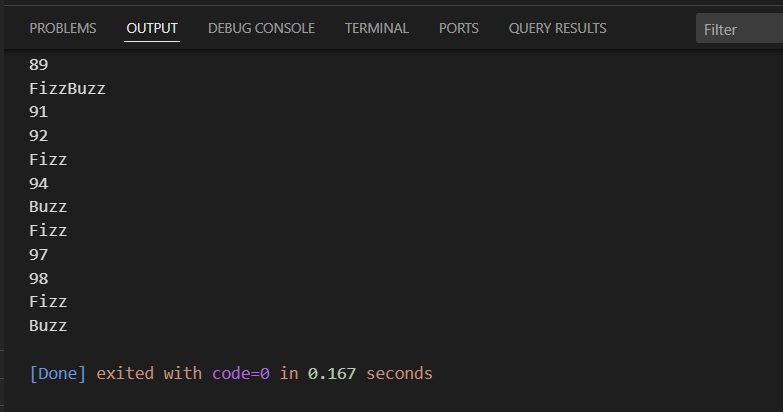 PROBLEMS OUTPUT DEBUG CONSOLE TERMINAL PORTS QUERY RESULTS Filter
89
FizzBuzz
91
92
Fizz
94
Buzz
Fizz
97
98
Fizz
Buzz
[Done] exited with code=0 in 0.167 seconds